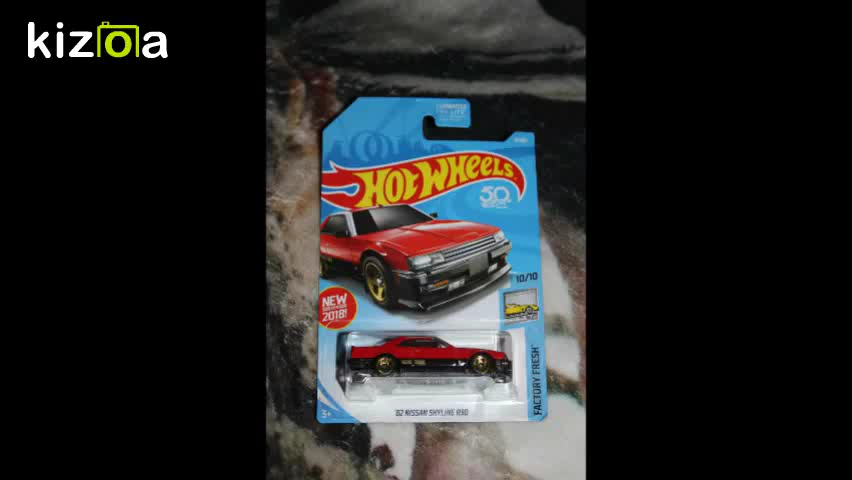 kizoa
HOT WHEELS
50
10/10
NEW
2018!
FACTORY FRESH
3+
'82 NISSAN SKYLINE R30